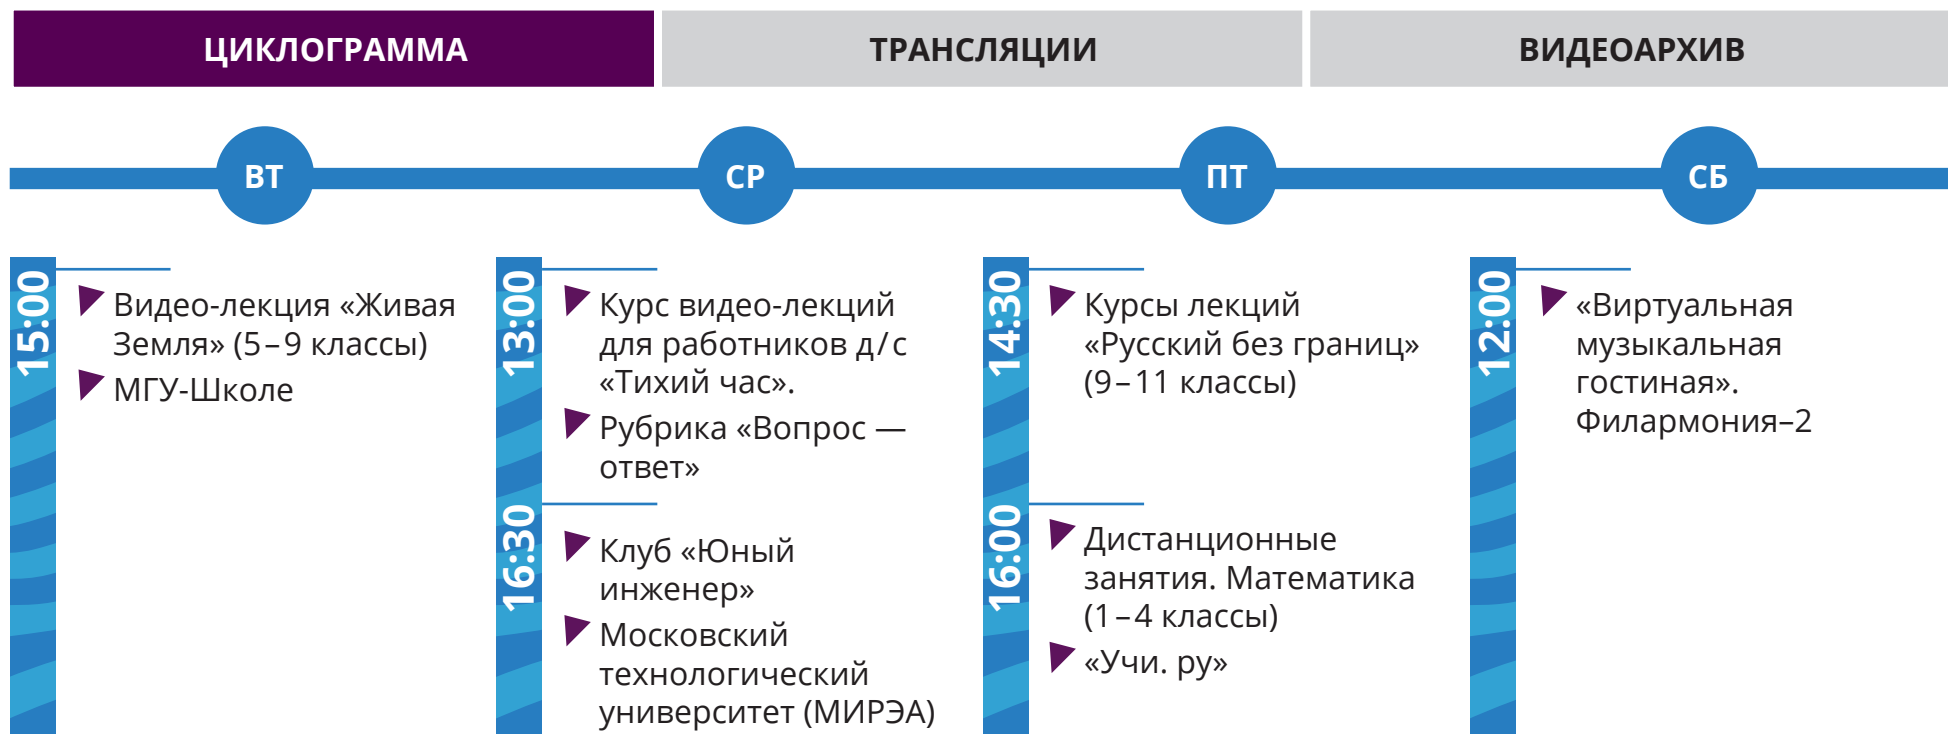 ЦИКЛОГРАММА
ТРАНСЛЯЦИИ
ВИДЕОАРХИВ
ВТ
СР
ПТ
СБ
15:00
Видео-лекция «Живая
Земля» (5–9 классы)
МГУ-Школе
13:00
Курс видео-лекций
для работников д/с
«Тихий час».
Рубрика «Вопрос —
ответ»
16:30
Клуб «Юный
инженер»
Московский
технологический
университет (МИРЭА)
14:30
Курсы лекций
«Русский без границ»
(9–11 классы)
16:00
Дистанционные
занятия. Математика
(1–4 классы)
«Учи. ру»
12:00
«Виртуальная
музыкальная
гостиная».
Филармония–2